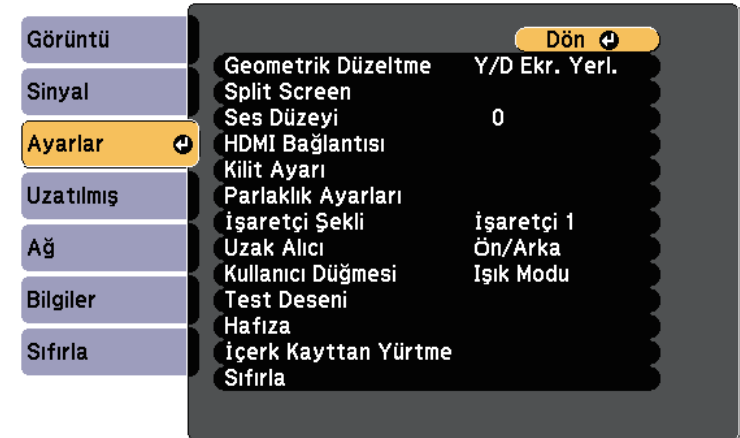 Görüntü
Sinyal
Ayarlar
Uzatılmış
Ağ
Bilgiler
Sıfırla
Dön
Geometrik Düzeltme Y/D Ekr. Yerl.
Split Screen
Ses Düzeyi 0
HDMI Bağlantısı
Kilit Ayarı
Parlaklık Ayarları
İşaretçi Şekli İşaretçi 1
Uzak Alıcı Ön/Arka
Kullanıcı Düğmesi Işık Modu
Test Deseni
Hafıza
İçerk Kayttan Yürtme
Sıfırla